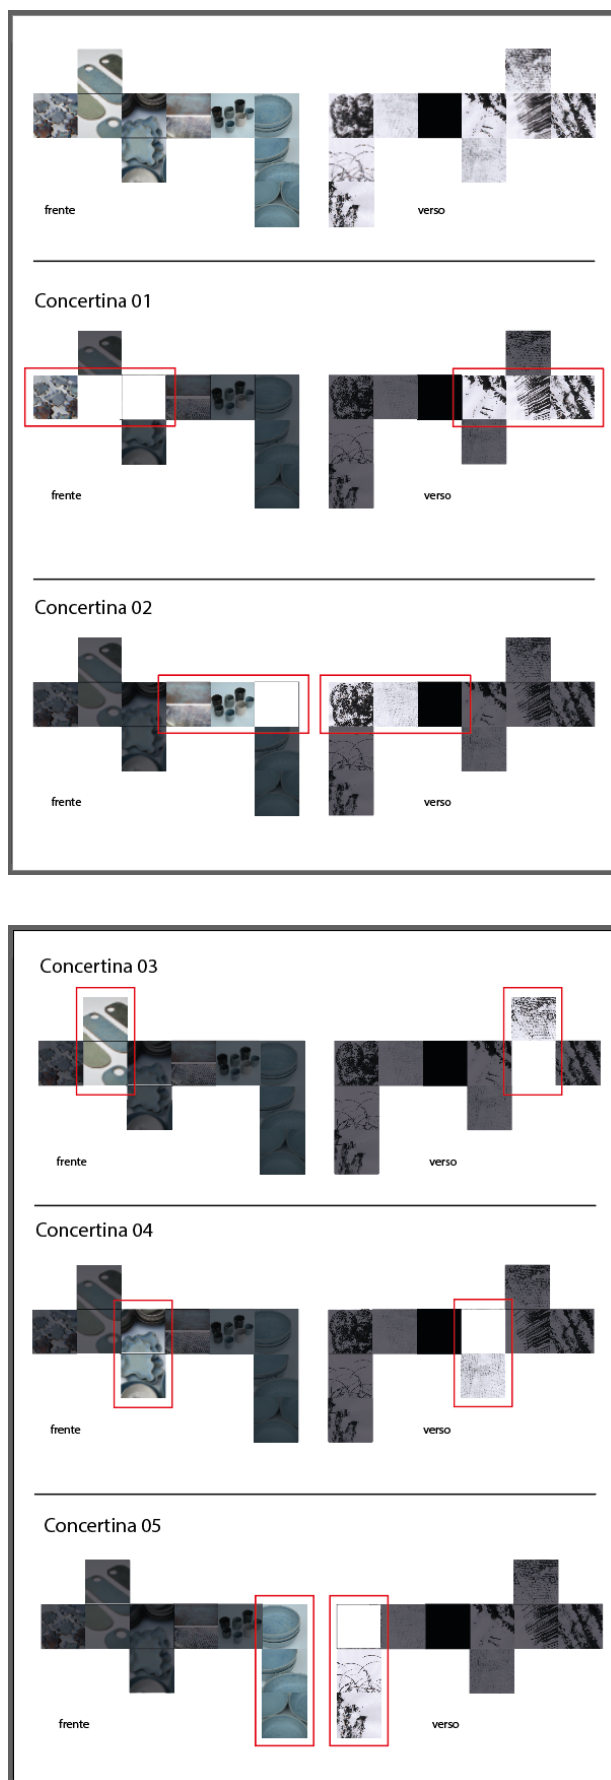 frente
verso
Concertina 01
frente
verso
Concertina 02
frente
verso
Concertina 03
frente
verso
Concertina 04
frente
verso
Concertina 05
frente
verso